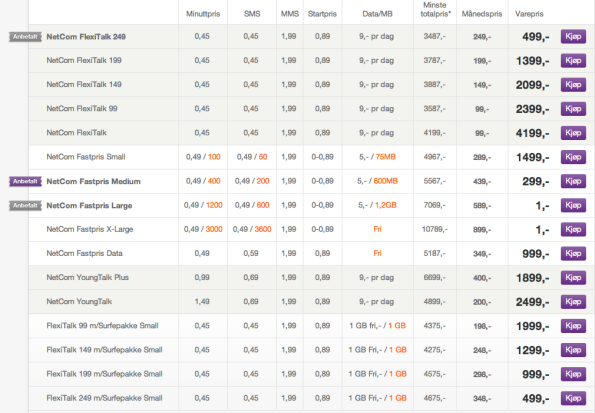 Minuttpris SMS MMS Startpris Data/MB Minste totalpris* Månedspris Varepris
Anbefalt NetCom FlexiTalk 249 0,45 0,45 1,99 0,89 9,- pr dag 3487,- 249,- 499,- Kjøp
NetCom FlexiTalk 199 0,45 0,45 1,99 0,89 9,- pr dag 3787,- 199,- 1399,- Kjøp
NetCom FlexiTalk 149 0,45 0,45 1,99 0,89 9,- pr dag 3887,- 149,- 2099,- Kjøp
NetCom FlexiTalk 99 0,45 0,45 1,99 0,89 9,- pr dag 3587,- 99,- 2399,- Kjøp
NetCom FlexiTalk 0,45 0,45 1,99 0,89 9,- pr dag 4199,- 99,- 4199,- Kjøp
NetCom Fastpris Small 0,49 / 100 0,49 / 50 1,99 0-0,89 5,- / 75MB 4967,- 289,- 1499,- Kjøp
Anbefalt NetCom Fastpris Medium 0,49 / 400 0,49 / 200 1,99 0-0,89 5,- / 600MB 5567,- 439,- 299,- Kjøp
Anbefalt NetCom Fastpris Large 0,49 / 1200 0,49 / 600 1,99 0-0,89 5,- / 1,2GB 7069,- 589,- 1,- Kjøp
NetCom Fastpris X-Large 0,49 / 3000 0,49 / 3600 1,99 0-0,89 Fri 10789,- 899,- 1,- Kjøp
NetCom Fastpris Data 0,49 0,59 1,99 0,89 Fri 5187,- 349,- 999,- Kjøp
NetCom YoungTalk Plus 0,99 0,69 1,99 0,89 9,- pr dag 6699,- 400,- 1899,- Kjøp
NetCom YoungTalk 1,49 0,69 1,99 0,89 9,- pr dag 4899,- 200,- 2499,- Kjøp
FlexiTalk 99 m/Surfepakke Small 0,45 0,45 1,99 0,89 1 GB Fri,- / 1 GB 4375,- 198,- 1999,- Kjøp
FlexiTalk 149 m/Surfepakke Small 0,45 0,45 1,99 0,89 1 GB Fri,- / 1 GB 4275,- 248,- 1299,- Kjøp
FlexiTalk 199 m/Surfepakke Small 0,45 0,45 1,99 0,89 1 GB Fri,- / 1 GB 4575,- 298,- 999,- Kjøp
FlexiTalk 249 m/Surfepakke Small 0,45 0,45 1,99 0,89 1 GB Fri,- / 1 GB 4675,- 348,- 499,- Kjøp